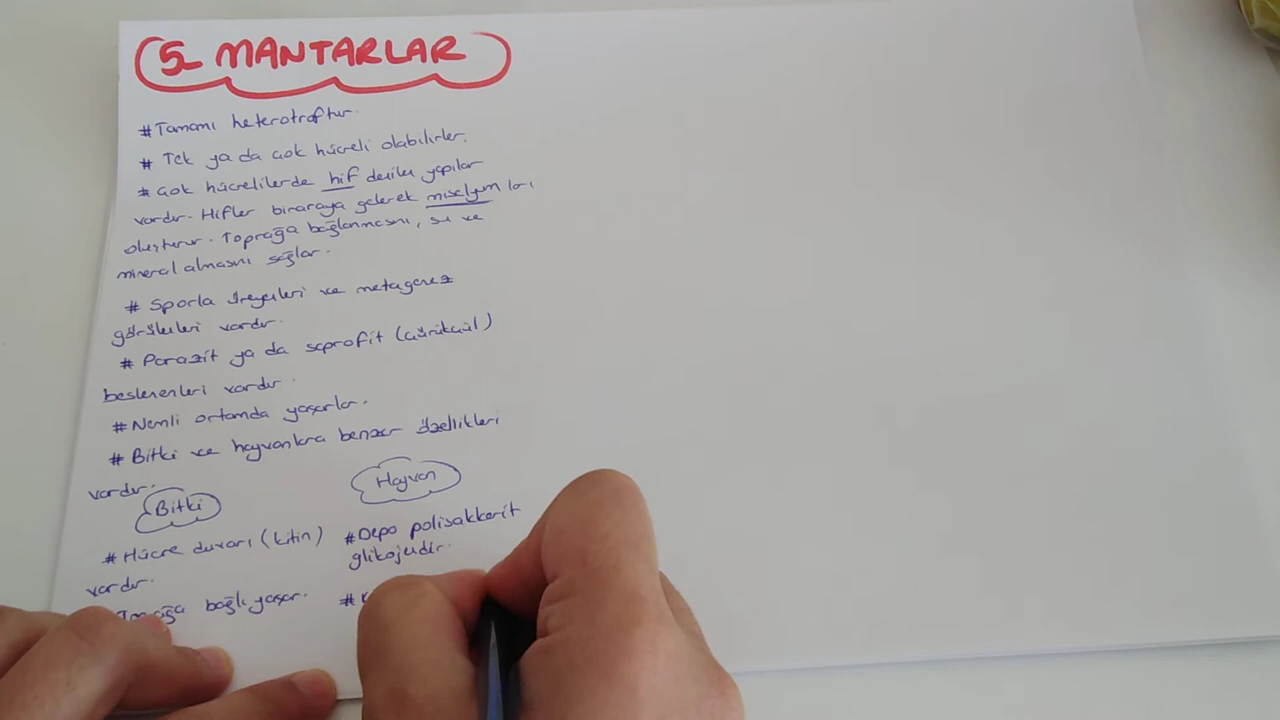 5- MANTARLAR
# Tamamı heterotroftur.
# Tek ya da çok hücreli olabilirler.
# Çok hücrelilerde hif denilen yapılar
vardır. Hifler biraraya gelerek miselyumları
oluşturur. Toprağa bağlanmasını, su ve
mineral almasını sağlar.
# Sporla üreyenleri ve metagenez
görülenleri vardır.
# Parazit ya da saprofit (çürükçül)
beslenenleri vardır.
# Nemli ortamda yaşarlar.
# Bitki ve hayvanlara benzer özellikleri
vardır.
Bitki
# Hücre duvarı (kitin)
vardır.
Toprağa bağlı yaşar.
Hayvan
# Depo polisakkarit
glikojendir.
#